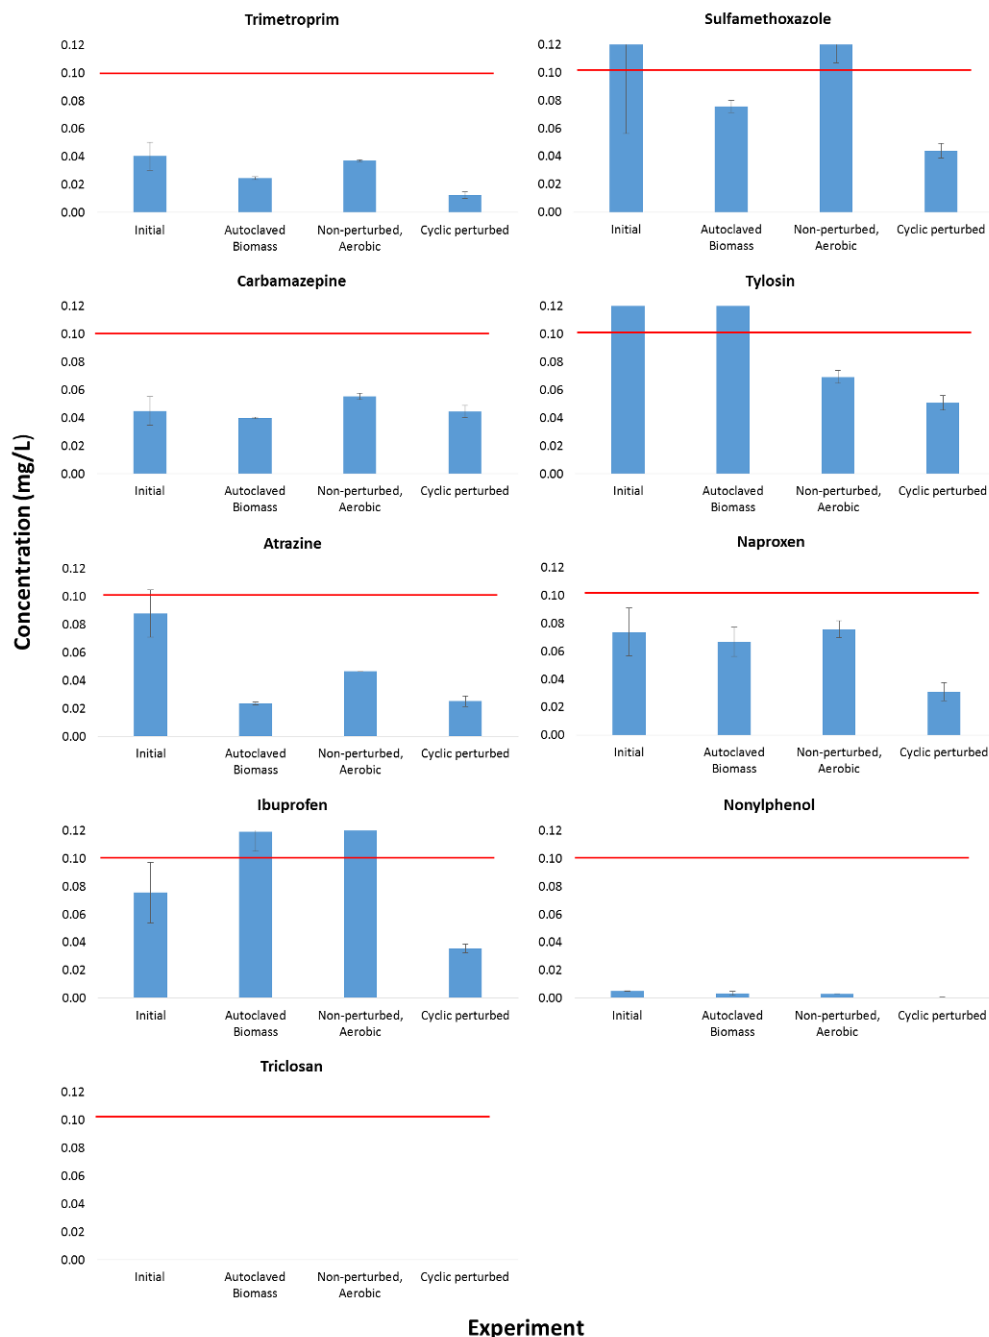 Trimetroprim
0.12
0.10
0.08
0.06
0.04
0.02
0.00
Initial
Autoclaved
Biomass
Non-perturbed,
Aerobic
Cyclic perturbed
Sulfamethoxazole
0.12
0.10
0.08
0.06
0.04
0.02
0.00
Initial
Autoclaved
Biomass
Non-perturbed,
Aerobic
Cyclic perturbed
Carbamazepine
0.12
0.10
0.08
0.06
0.04
0.02
0.00
Initial
Autoclaved
Biomass
Non-perturbed,
Aerobic
Cyclic perturbed
Tylosin
0.12
0.10
0.08
0.06
0.04
0.02
0.00
Initial
Autoclaved
Biomass
Non-perturbed,
Aerobic
Cyclic perturbed
Concentration (mg/L)
Atrazine
0.12
0.10
0.08
0.06
0.04
0.02
0.00
Initial
Autoclaved
Biomass
Non-perturbed,
Aerobic
Cyclic perturbed
Naproxen
0.12
0.10
0.08
0.06
0.04
0.02
0.00
Initial
Autoclaved
Biomass
Non-perturbed,
Aerobic
Cyclic perturbed
Ibuprofen
0.12
0.10
0.08
0.06
0.04
0.02
0.00
Initial
Autoclaved
Biomass
Non-perturbed,
Aerobic
Cyclic perturbed
Nonylphenol
0.12
0.10
0.08
0.06
0.04
0.02
0.00
Initial
Autoclaved
Biomass
Non-perturbed,
Aerobic
Cyclic perturbed
Triclosan
0.12
0.10
0.08
0.06
0.04
0.02
0.00
Initial
Autoclaved
Biomass
Non-perturbed,
Aerobic
Cyclic perturbed
Experiment